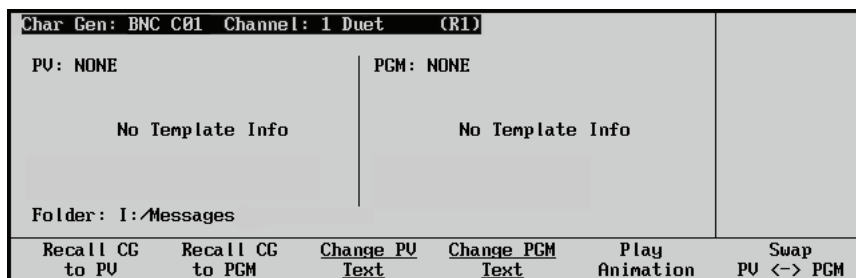 Char Gen: BNC C01 Channel: 1 Duet (R1)
PV: NONE PGM: NONE
No Template Info No Template Info
Folder: I:/Messages
Recall CG Recall CG Change PV Change PGM Play Swap
to PV to PGM Text Text Animation PV <-> PGM